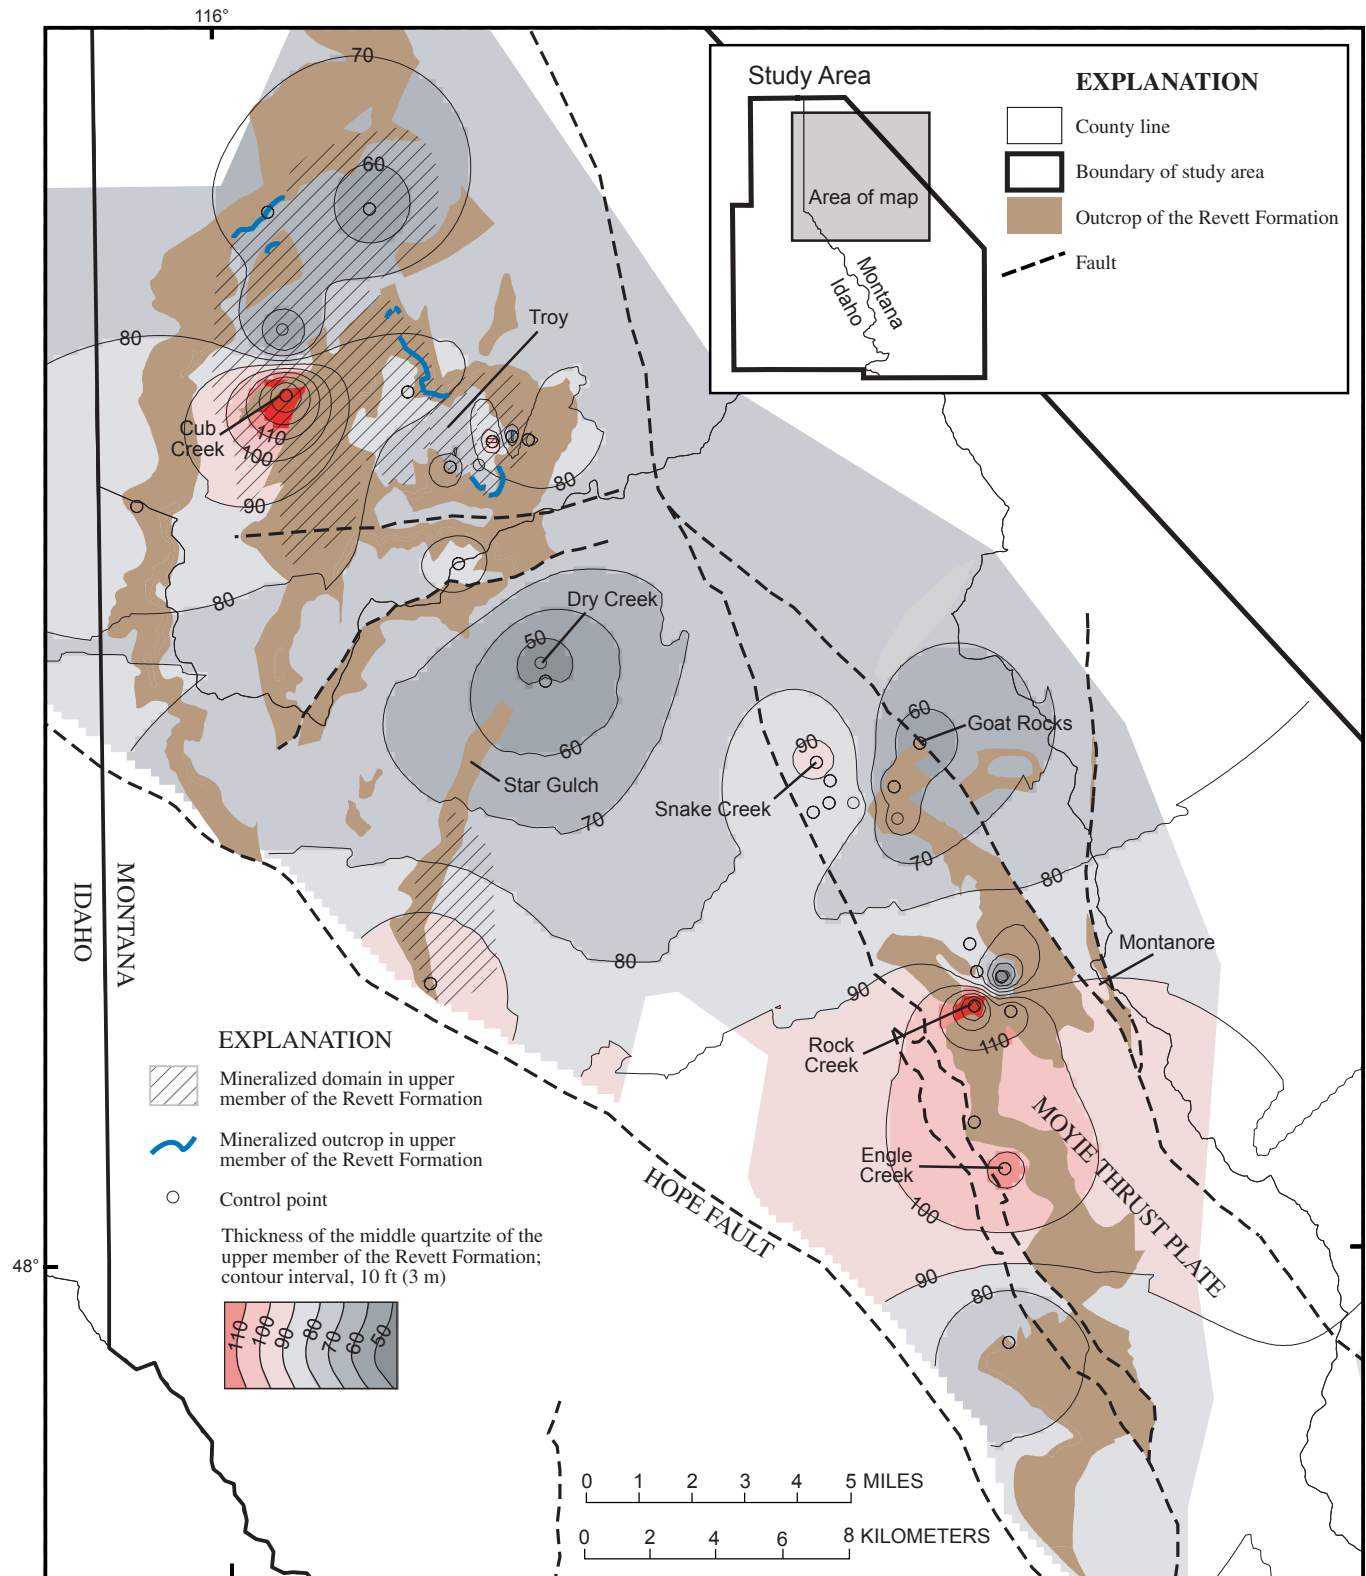 116°
70
60
80
Troy
Cub
Creek
110
100
90
80
80
Study Area
EXPLANATION
County line
Boundary of study area
Outcrop of the Revett Formation
Fault
Area of map
Montana
Idaho
Dry Creek
50
60
70
Star Gulch
80
60
Goat Rocks
90
Snake Creek
70
80
MONTANA
IDAHO
Montanore
90
Rock
Creek
110
MOYIE THRUST PLATE
Engle
Creek
100
HOPE FAULT
90
80
EXPLANATION
Mineralized domain in upper
member of the Revett Formation
Mineralized outcrop in upper
member of the Revett Formation
Control point
Thickness of the middle quartzite of the
upper member of the Revett Formation;
contour interval, 10 ft (3 m)
110 100 90 80 70 60 50
48°
0 1 2 3 4 5 MILES
0 2 4 6 8 KILOMETERS